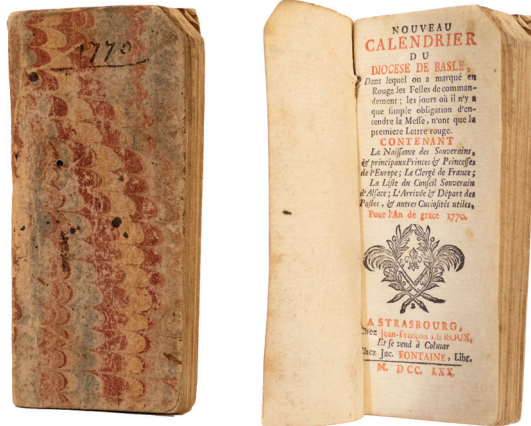 1770
NOUVEAU
CALENDRIER
DU
DIOCESE DE BASLE,
Dans lequel on a marqué en
Rouge les Festes de comman-
dement ; les jours où il n'y a
que simple obligation d'en-
tendre la Messe, n'ont que la
premiere Lettre rouge.
CONTENANT
La Naissance des Souverains,
& principaux Princes & Princesses
de l'Europe ; Le Clergé de France ;
La Liste du Conseil Souverain
d'Alsace ; L'Arrivée & Départ des
Postes, & autres Curiosités utiles,
Pour l'An de grace 1770.
A STRASBOURG,
Chez Jean-François LE ROUX,
Et se vend à Colmar
Chez Jac. FONTAINE, Libr.
M. DCC. LXX.